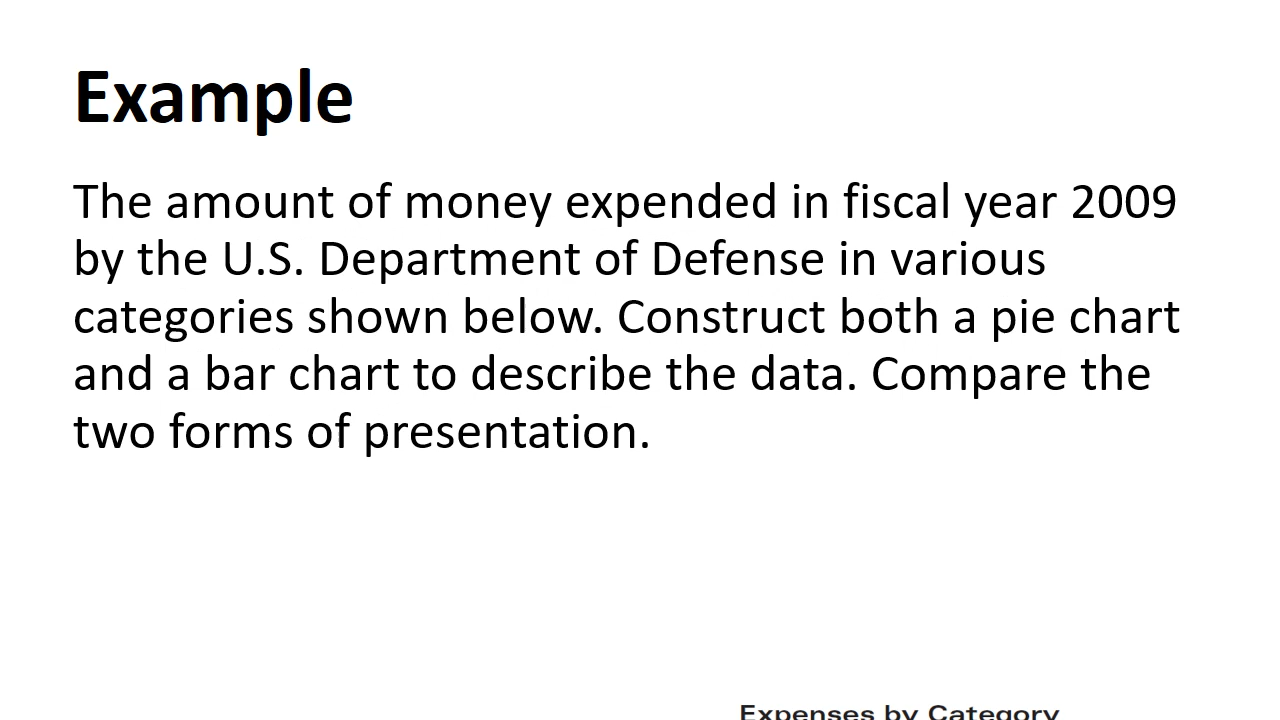 Example
The amount of money expended in fiscal year 2009
by the U.S. Department of Defense in various
categories shown below. Construct both a pie chart
and a bar chart to describe the data. Compare the
two forms of presentation.
Expenses by Category